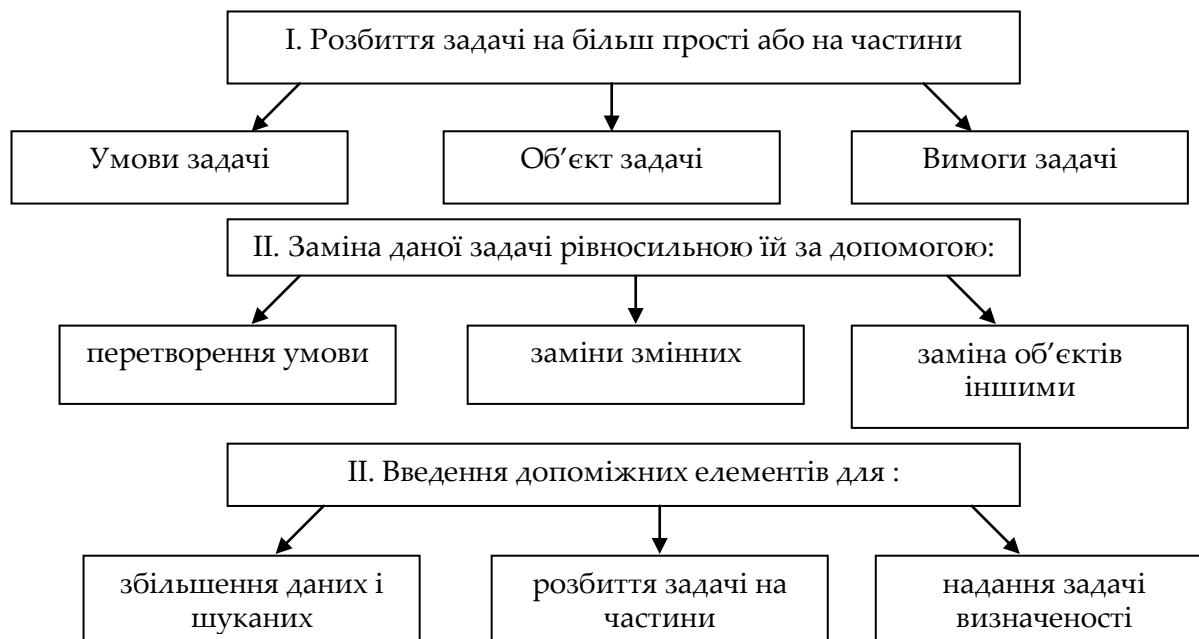 І. Розбиття задачі на більш прості або на частини
Умови задачі
Об’єкт задачі
Вимоги задачі
ІІ. Заміна даної задачі рівносильною їй за допомогою:
перетворення умови
заміни змінних
заміна об’єктів
іншими
ІІ. Введення допоміжних елементів для :
збільшення даних і
шуканих
розбиття задачі на
частини
надання задачі
визначеності